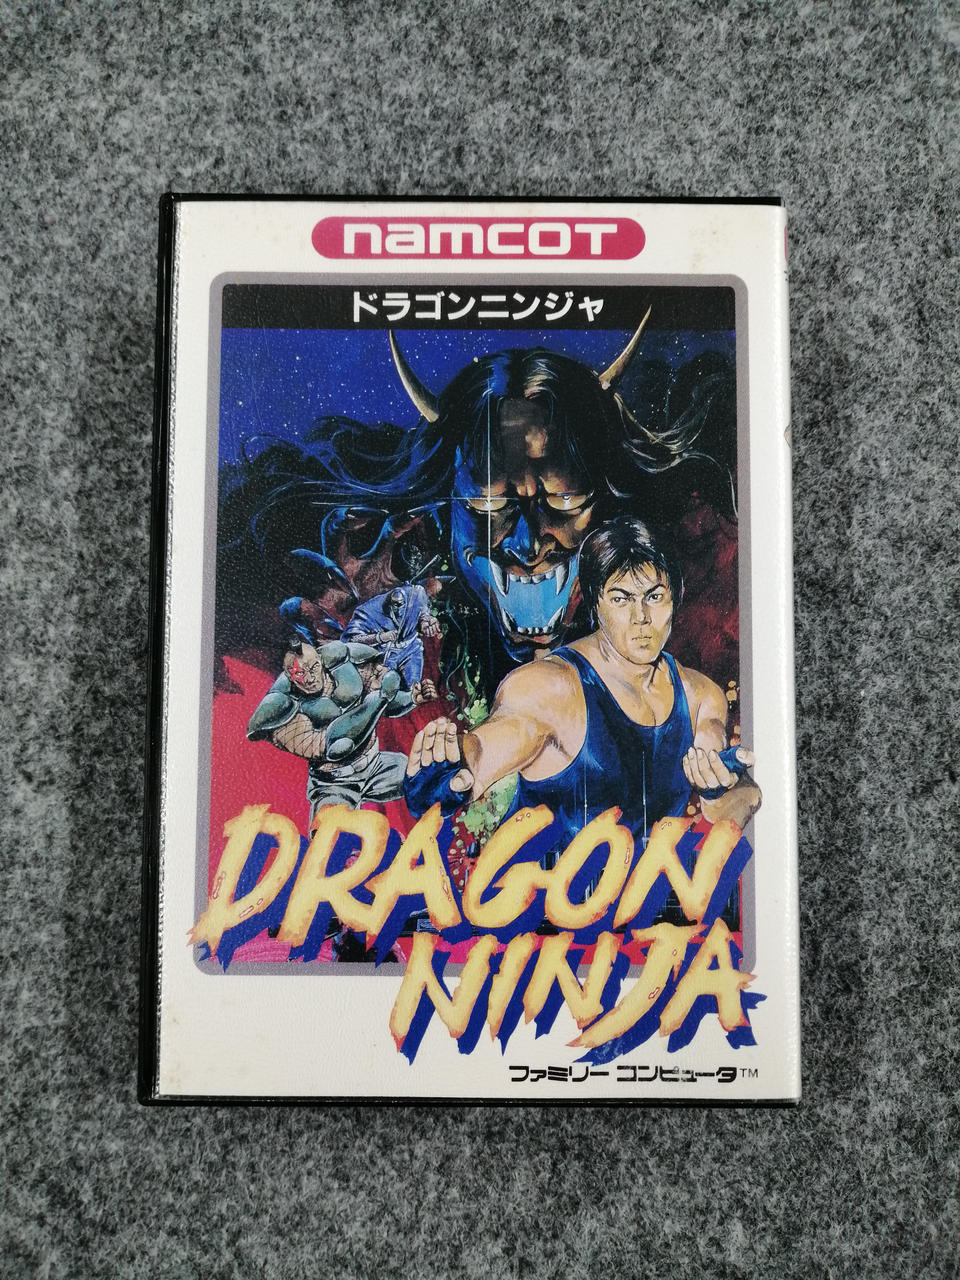 namcot
ドラゴンニンジャ
DRAGON
NINJA
ファミリー コンピュータ™